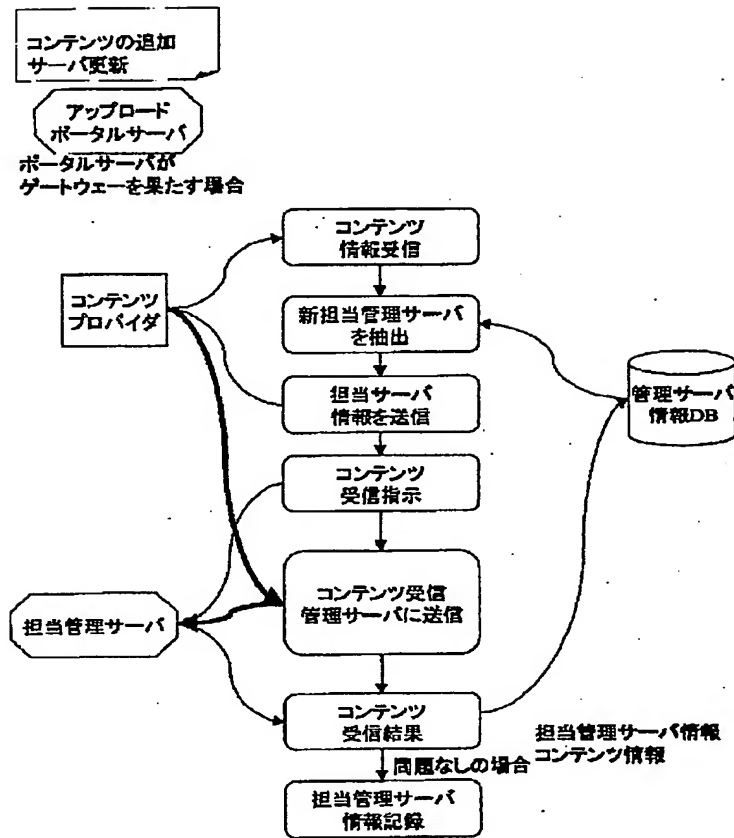 コンテンツの追加
サーバ更新
アップロード
ポータルサーバ
ポータルサーバが
ゲートウェーを果たす場合
コンテンツ
情報受信
コンテンツ
プロバイダ
新担当管理サーバ
を抽出
担当サーバ
情報を送信
管理サーバ
情報DB
コンテンツ
受信指示
コンテンツ受信
管理サーバに送信
担当管理サーバ
コンテンツ
受信結果
担当管理サーバ情報
コンテンツ情報
問題なしの場合
担当管理サーバ
情報記録